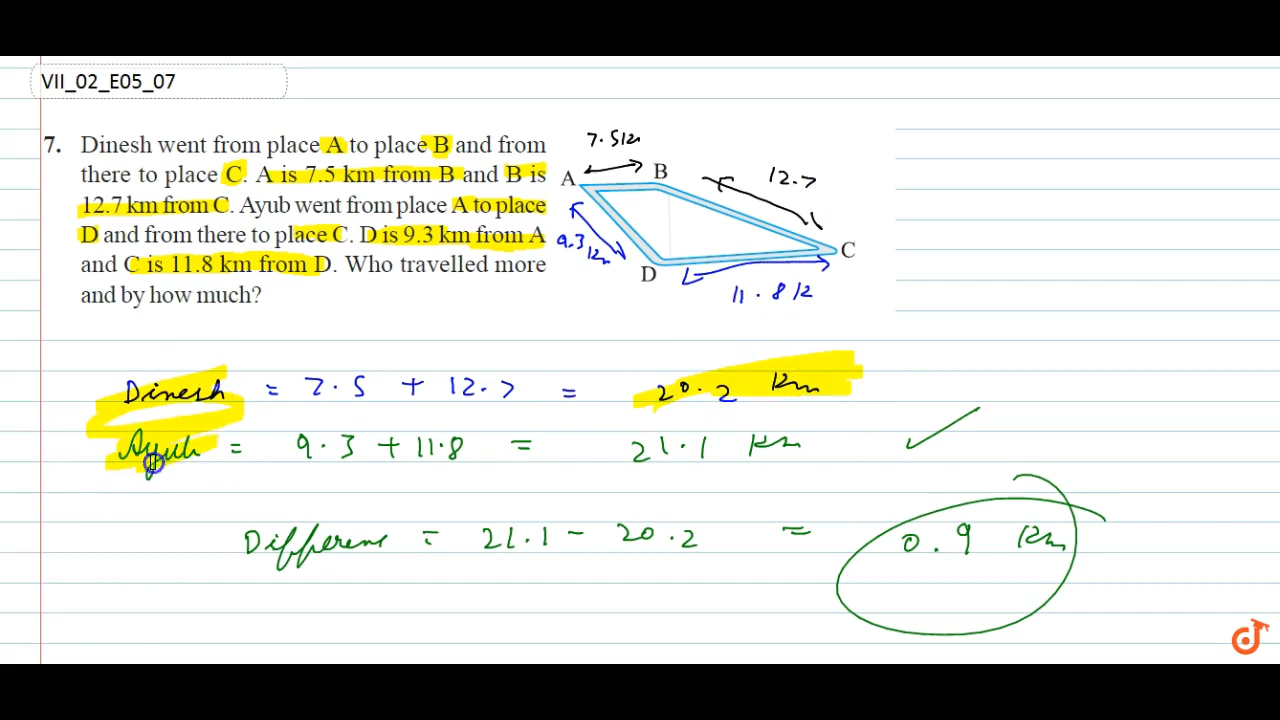 VII_02_E05_07
7. Dinesh went from place A to place B and from
there to place C. A is 7.5 km from B and B is
12.7 km from C. Ayub went from place A to place
D and from there to place C. D is 9.3 km from A
and C is 11.8 km from D. Who travelled more
and by how much?
7.5km
A
B
12.7
9.3
km
C
D
11.8 k
Dinesh = 7.5 + 12.7 = 20.2 km
Ayub = 9.3 + 11.8 = 21.1 km
= 21.1 - 20.2 = 0.9 km